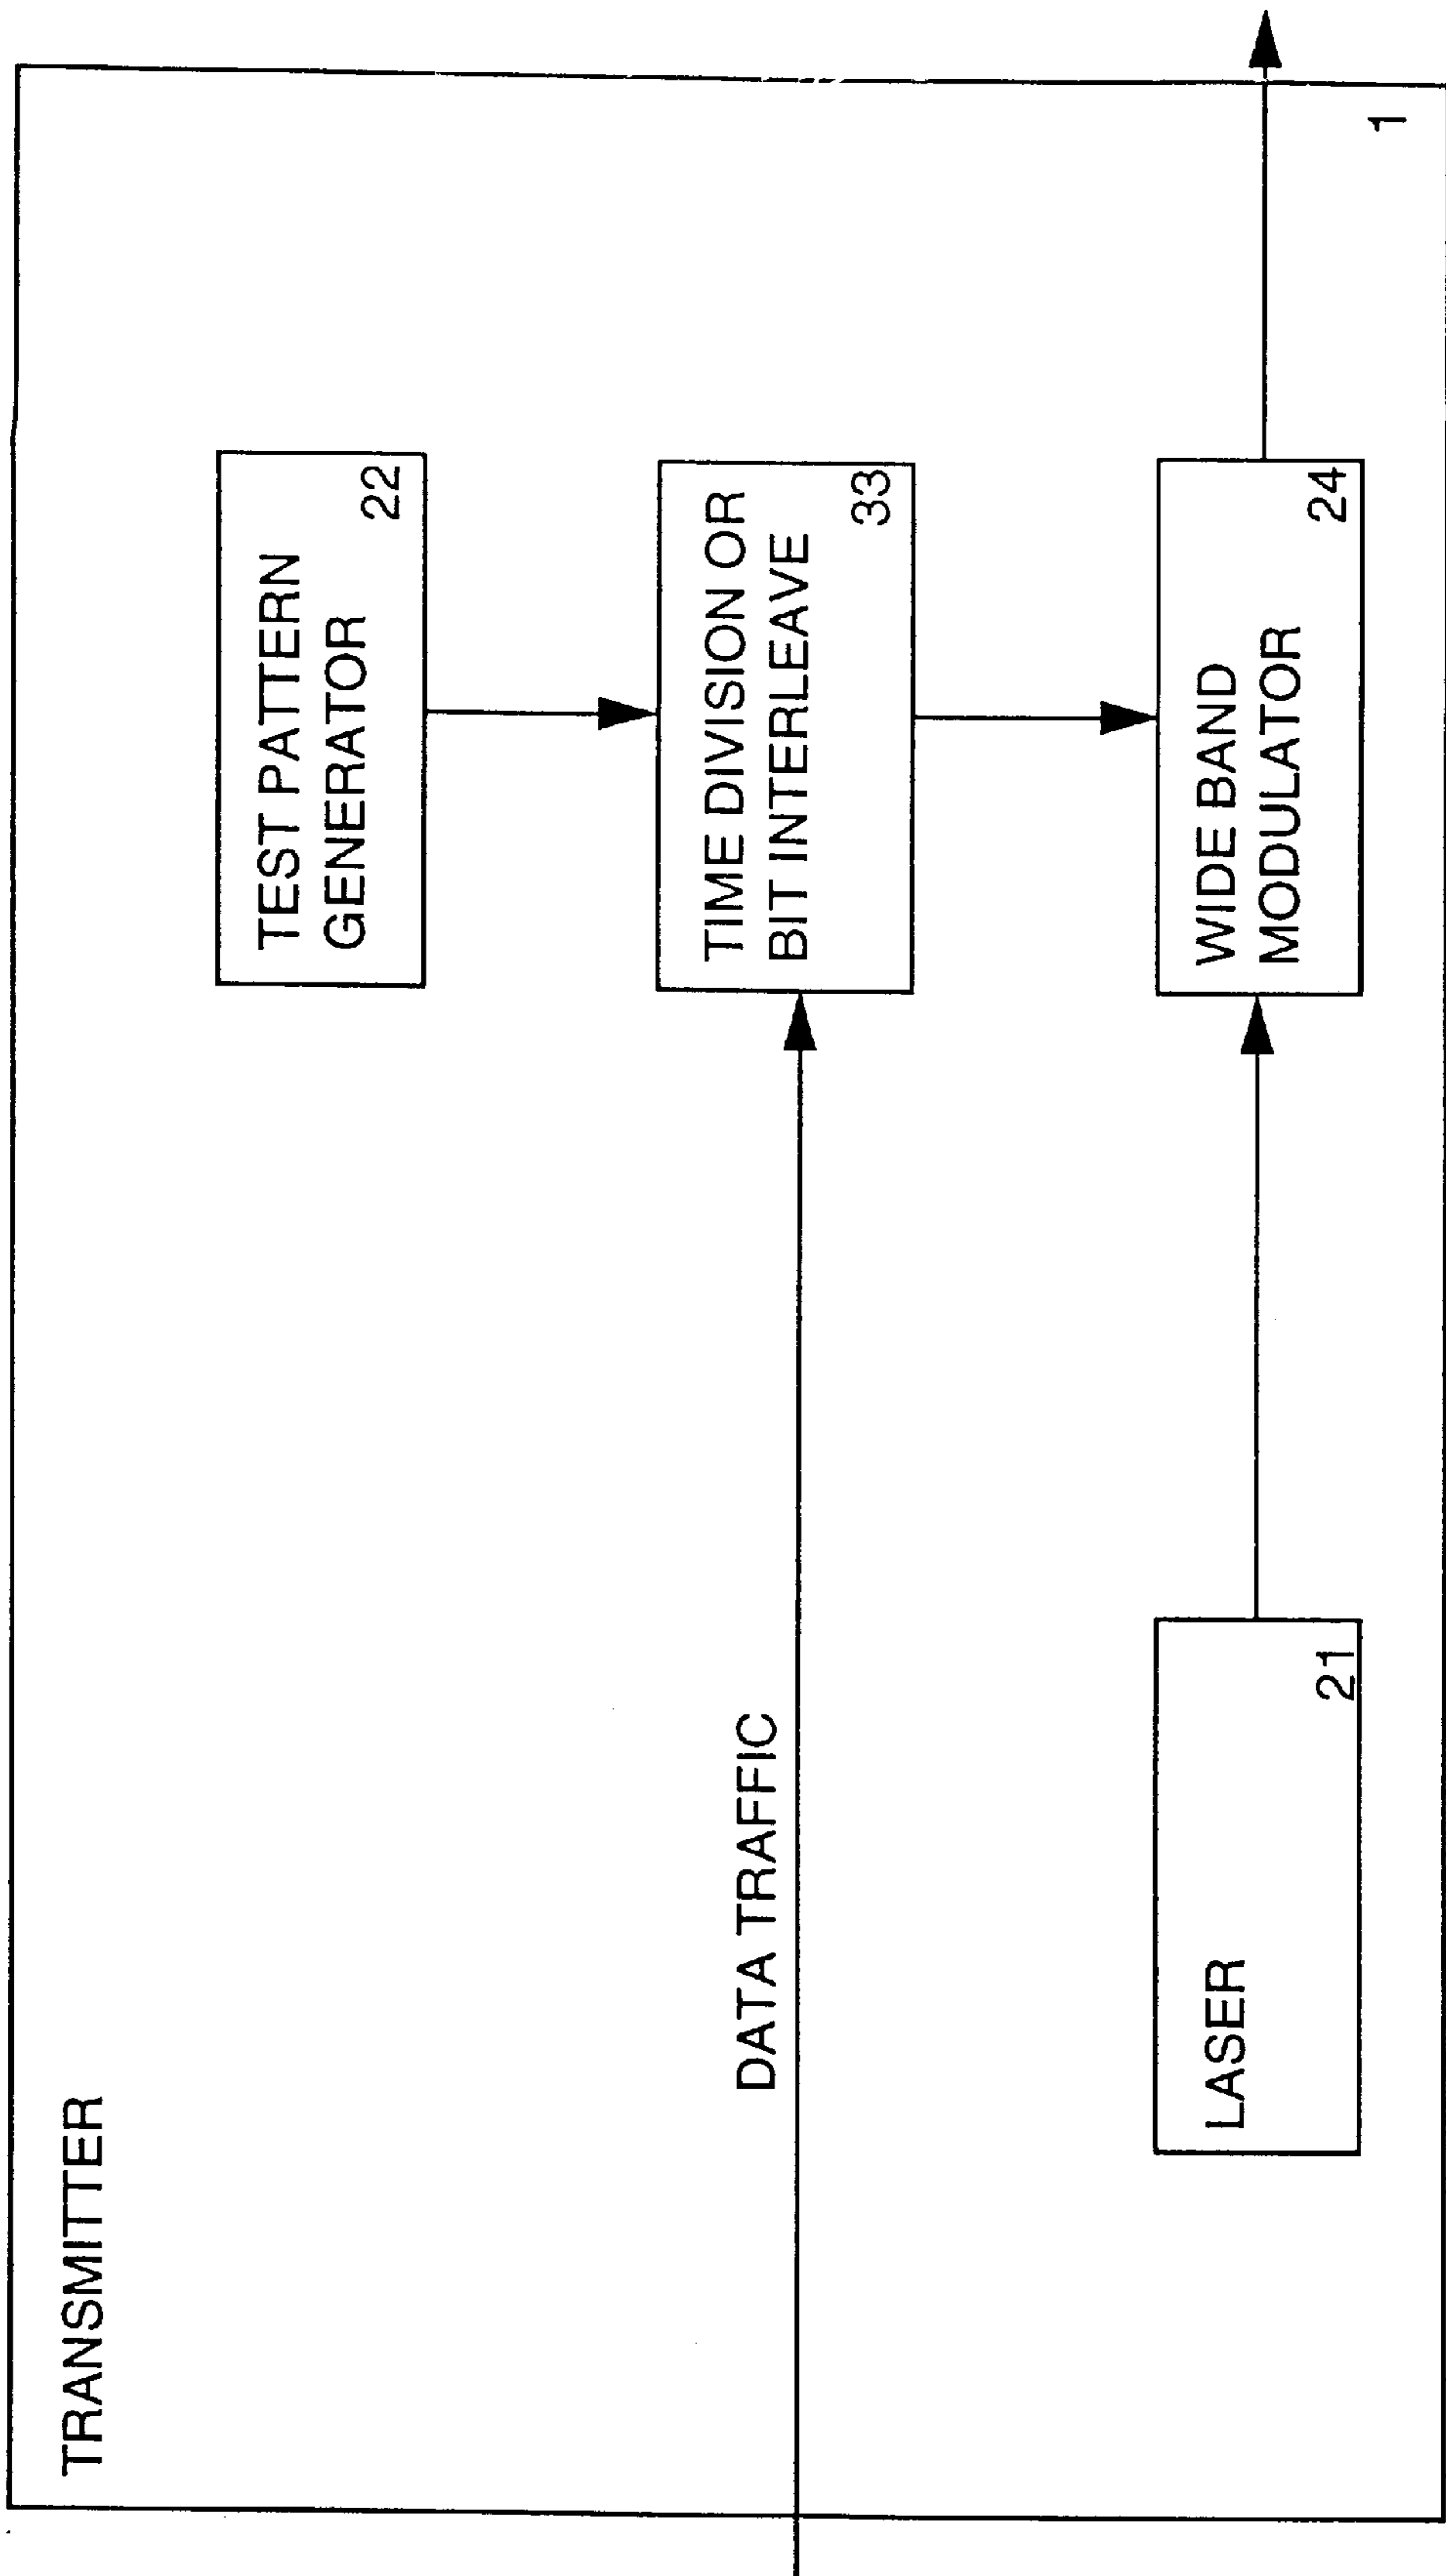 TRANSMITTER
TEST PATTERN
GENERATOR
22
DATA TRAFFIC
TIME DIVISION OR
BIT INTERLEAVE
33
LASER
21
WIDE BAND
MODULATOR
24
1